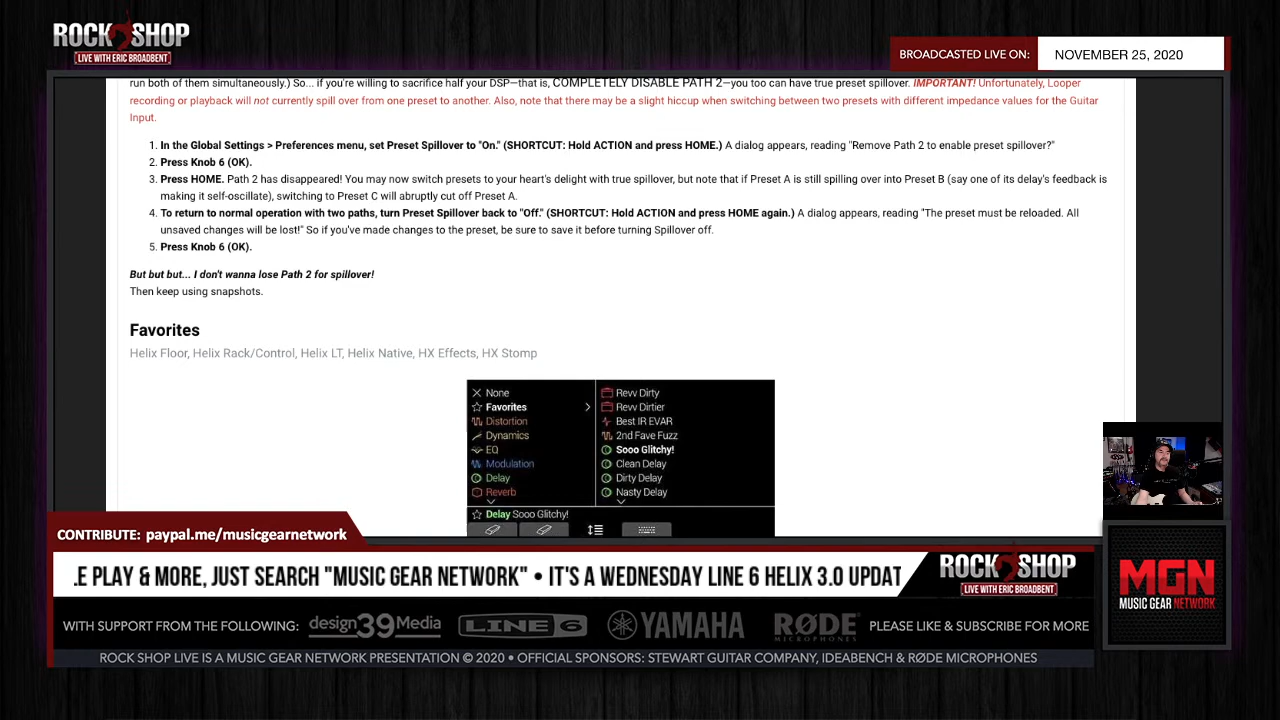 ROCK SHOP
LIVE WITH ERIC BROADBENT
BROADCASTED LIVE ON:
NOVEMBER 25, 2020
run both of them simultaneously.) So... if you're willing to sacrifice half your DSP—that is, COMPLETELY DISABLE PATH 2—you too can have true preset spillover. IMPORTANT! Unfortunately, Looper
recording or playback will not currently spill over from one preset to another. Also, note that there may be a slight hiccup when switching between two presets with different impedance values for the Guitar
Input.
1. In the Global Settings > Preferences menu, set Preset Spillover to "On." (SHORTCUT: Hold ACTION and press HOME.) A dialog appears, reading "Remove Path 2 to enable preset spillover?"
2. Press Knob 6 (OK).
3. Press HOME. Path 2 has disappeared! You may now switch presets to your heart's delight with true spillover, but note that if Preset A is still spilling over into Preset B (say one of its delay's feedback is
making it self-oscillate), switching to Preset C will abruptly cut off Preset A.
4. To return to normal operation with two paths, turn Preset Spillover back to "Off." (SHORTCUT: Hold ACTION and press HOME again.) A dialog appears, reading "The preset must be reloaded. All
unsaved changes will be lost!" So if you've made changes to the preset, be sure to save it before turning Spillover off.
5. Press Knob 6 (OK).
But but but... I don't wanna lose Path 2 for spillover!
Then keep using snapshots.
Favorites
Helix Floor, Helix Rack/Control, Helix LT, Helix Native, HX Effects, HX Stomp
None
Favorites
Distortion
Dynamics
EQ
Modulation
Delay
Reverb
Revv Dirty
Revv Dirtier
Best IR EVAR
2nd Fave Fuzz
Sooo Glitchy!
Clean Delay
Dirty Delay
Nasty Delay
Delay Sooo Glitchy!
CONTRIBUTE: paypal.me/musicgearnetwork
.E PLAY & MORE, JUST SEARCH "MUSIC GEAR NETWORK" • IT'S A WEDNESDAY LINE 6 HELIX 3.0 UPDAT
ROCK SHOP
LIVE WITH ERIC BROADBENT
MGN
MUSIC GEAR NETWORK
WITH SUPPORT FROM THE FOLLOWING: design39Media LINE 6 YAMAHA RØDE MICROPHONES PLEASE LIKE & SUBSCRIBE FOR MORE
ROCK SHOP LIVE IS A MUSIC GEAR NETWORK PRESENTATION © 2020 • OFFICIAL SPONSORS: STEWART GUITAR COMPANY, IDEABENCH & RØDE MICROPHONES